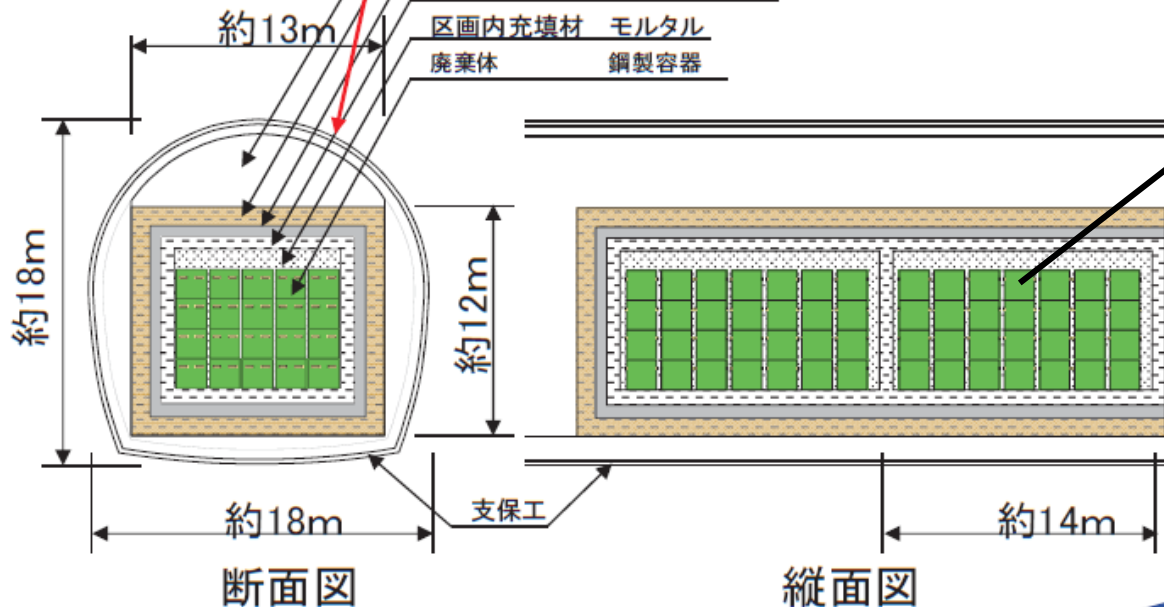 約13m
区画内充填材 モルタル
廃棄体 鋼製容器
約18m
約12m
支保工
約18m
約14m
断面図
縦面図